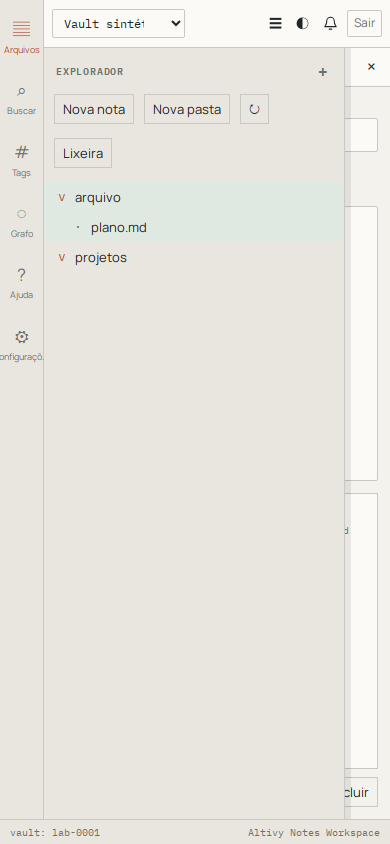 Vault sintét
Sair
Arquivos
Buscar
Tags
Grafo
Ajuda
onfiguraçõ
EXPLORADOR
+
Nova nota
Nova pasta
Lixeira
v arquivo
plano.md
v projetos
×
d
cluir
vault: lab-0001
Altivy Notes Workspace